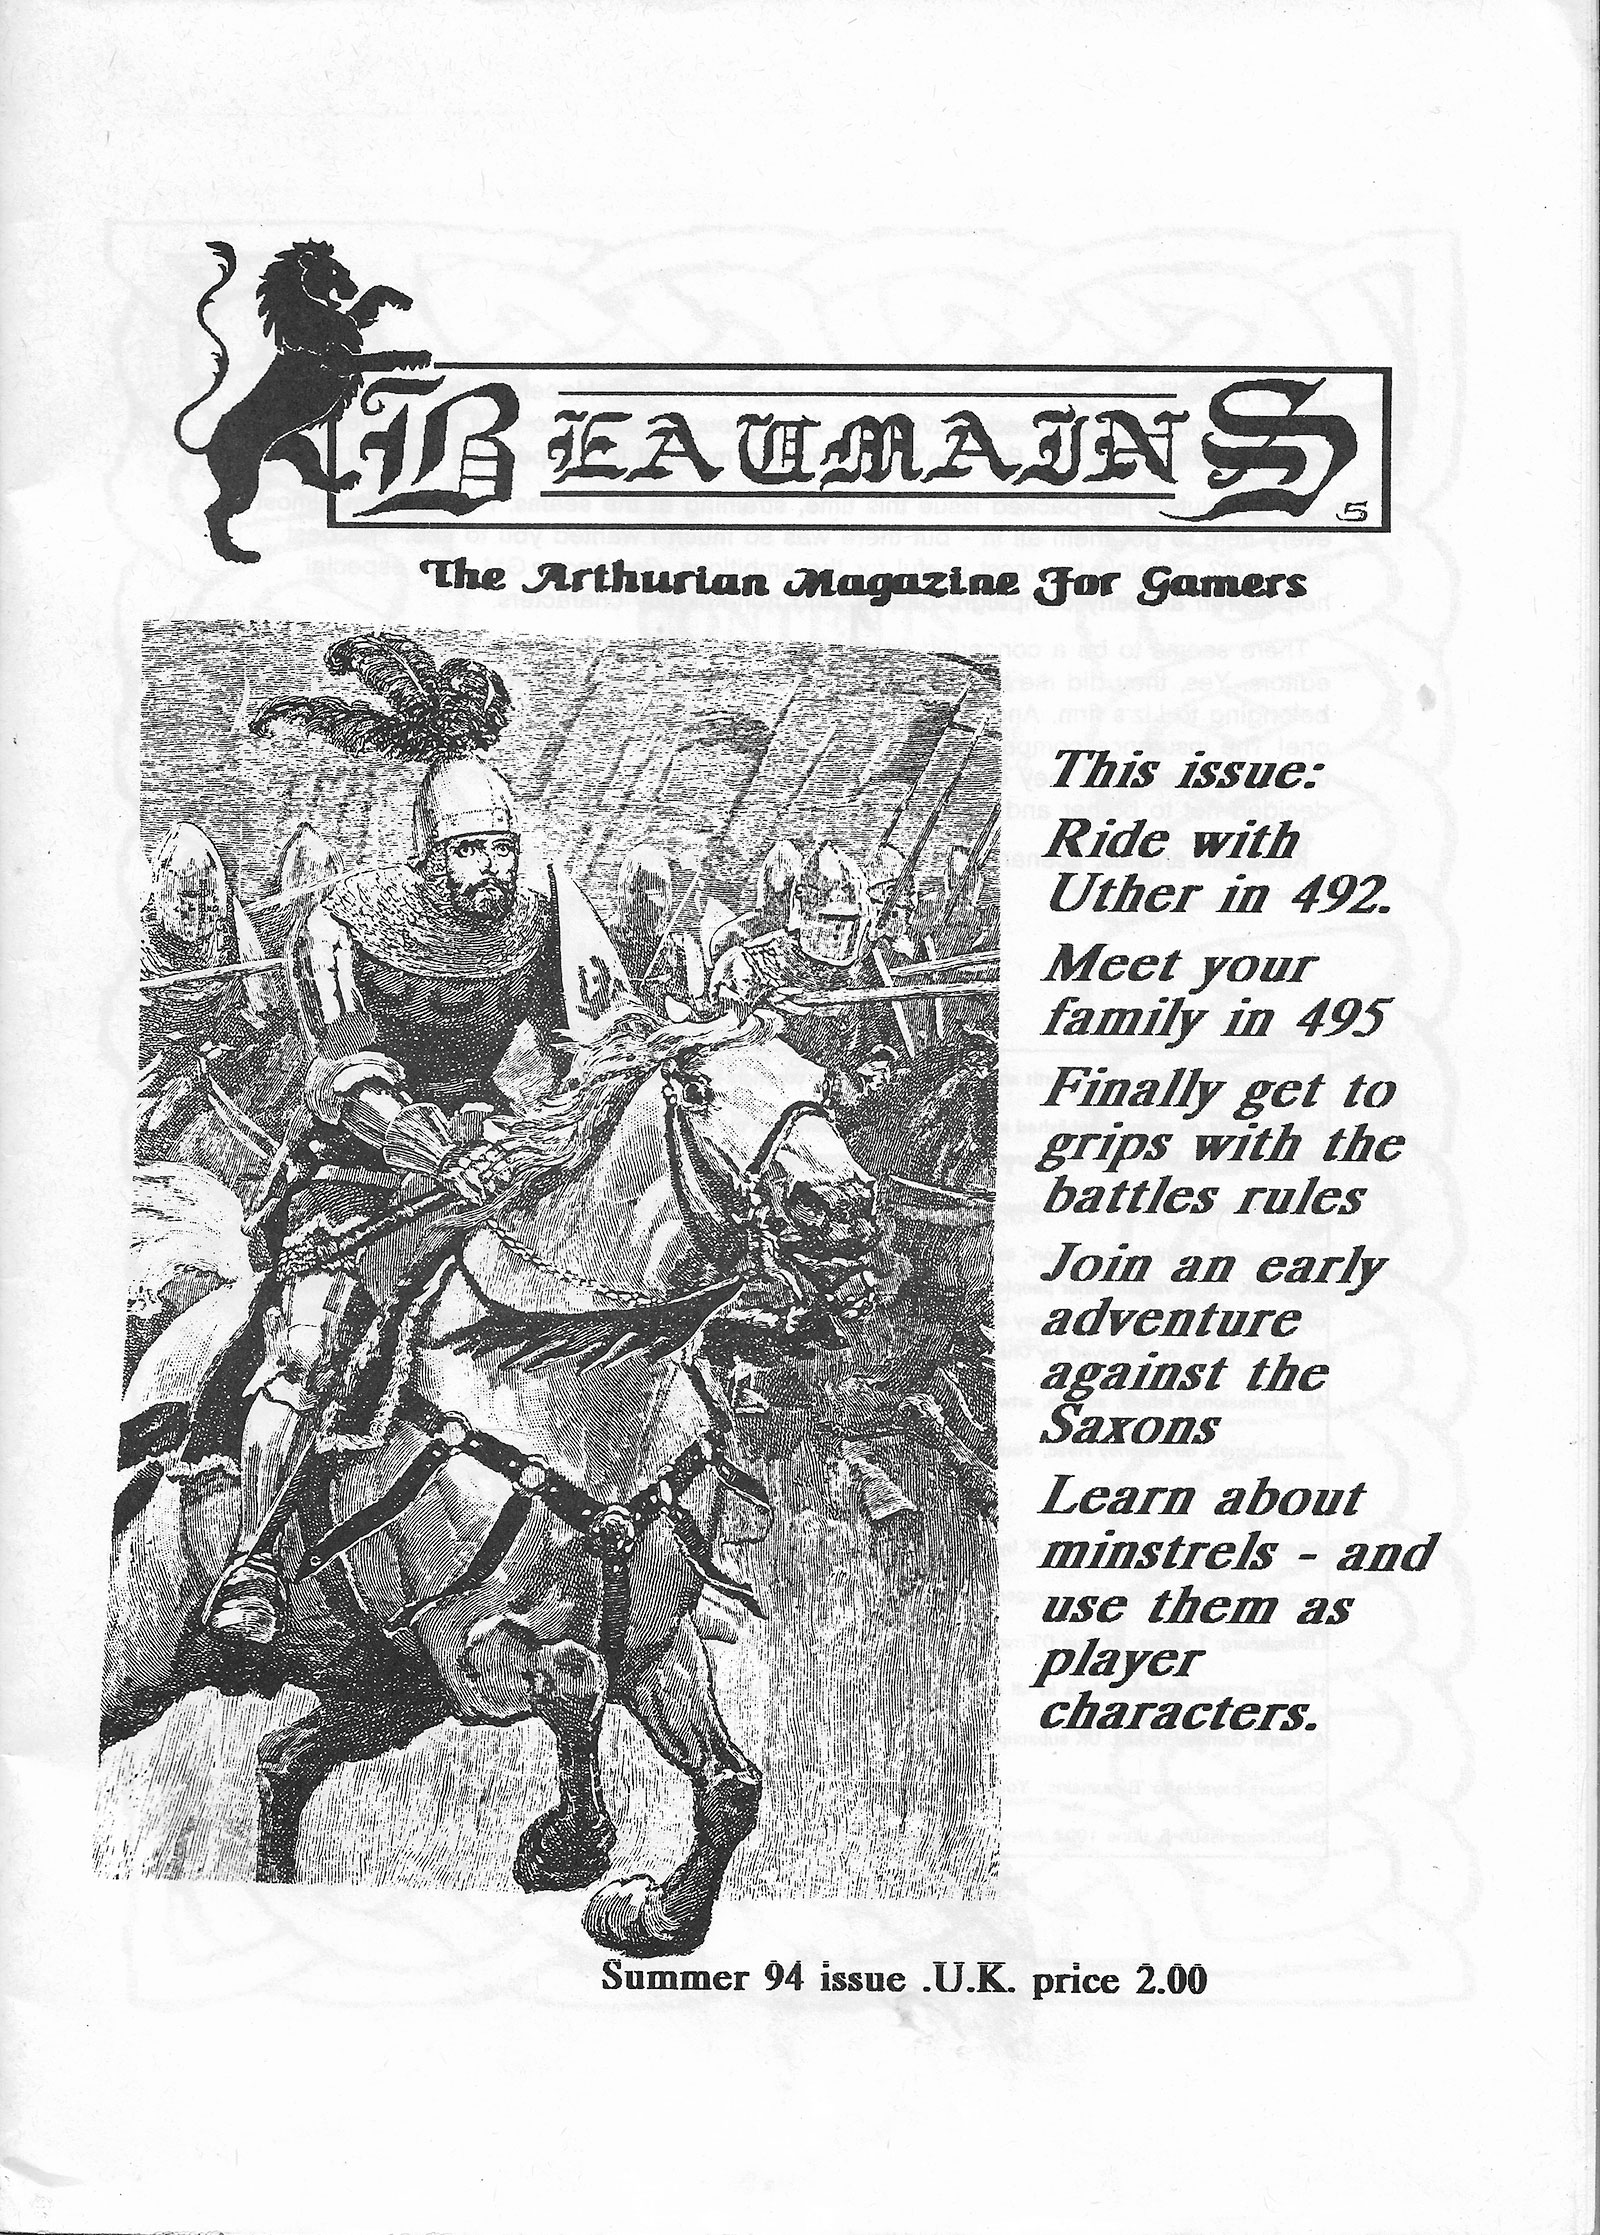 BEAUMAINS
5
The Arthurian Magazine For Gamers
This issue:
Ride with
Uther in 492.
Meet your
family in 495
Finally get to
grips with the
battles rules
Join an early
adventure
against the
Saxons
Learn about
minstrels - and
use them as
player
characters.
Summer 94 issue .U.K. price 2.00